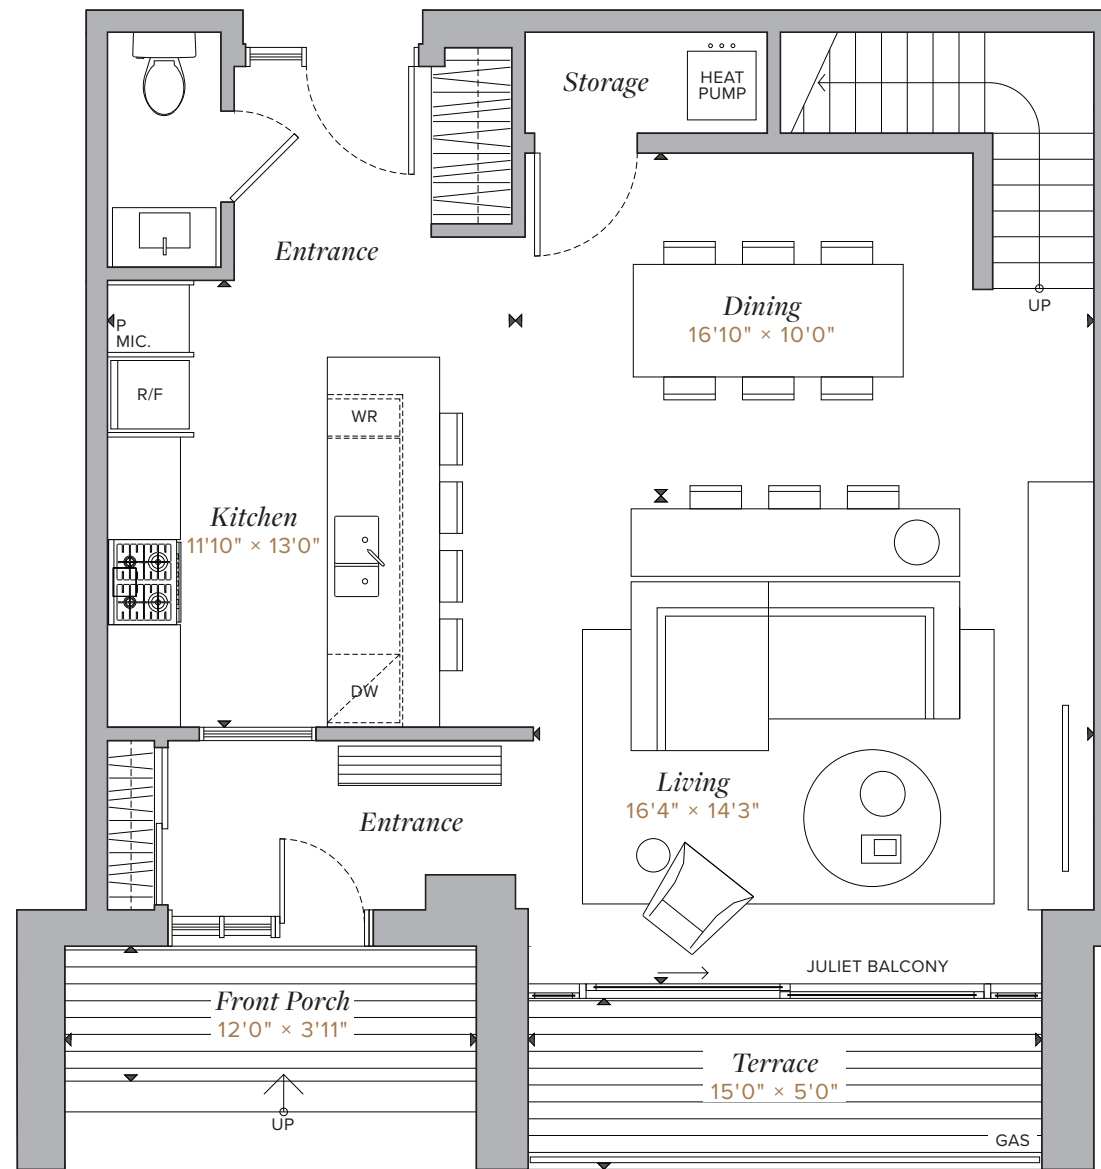 Storage
HEAT
PUMP
Entrance
UP
Dining
16'10" × 10'0"
P
MIC.
R/F
WR
Kitchen
11'10" × 13'0"
DW
Living
16'4" × 14'3"
Entrance
JULIET BALCONY
Front Porch
12'0" × 3'11"
Terrace
15'0" × 5'0"
UP
GAS